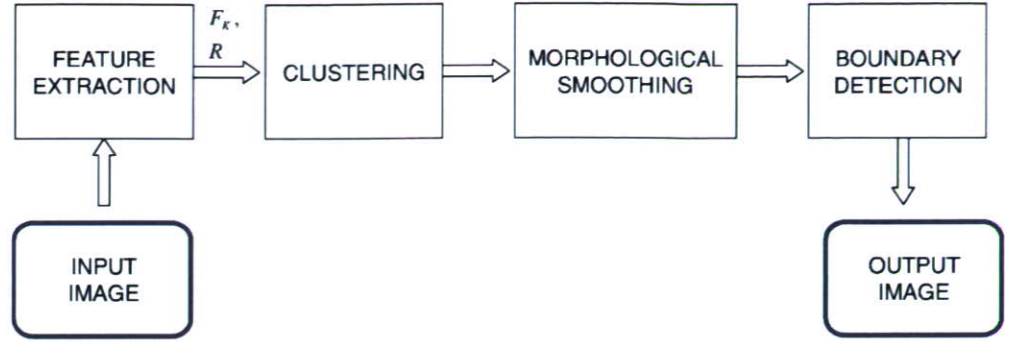 FEATURE
EXTRACTION
F_K,
R
CLUSTERING
MORPHOLOGICAL
SMOOTHING
BOUNDARY
DETECTION
INPUT
IMAGE
OUTPUT
IMAGE